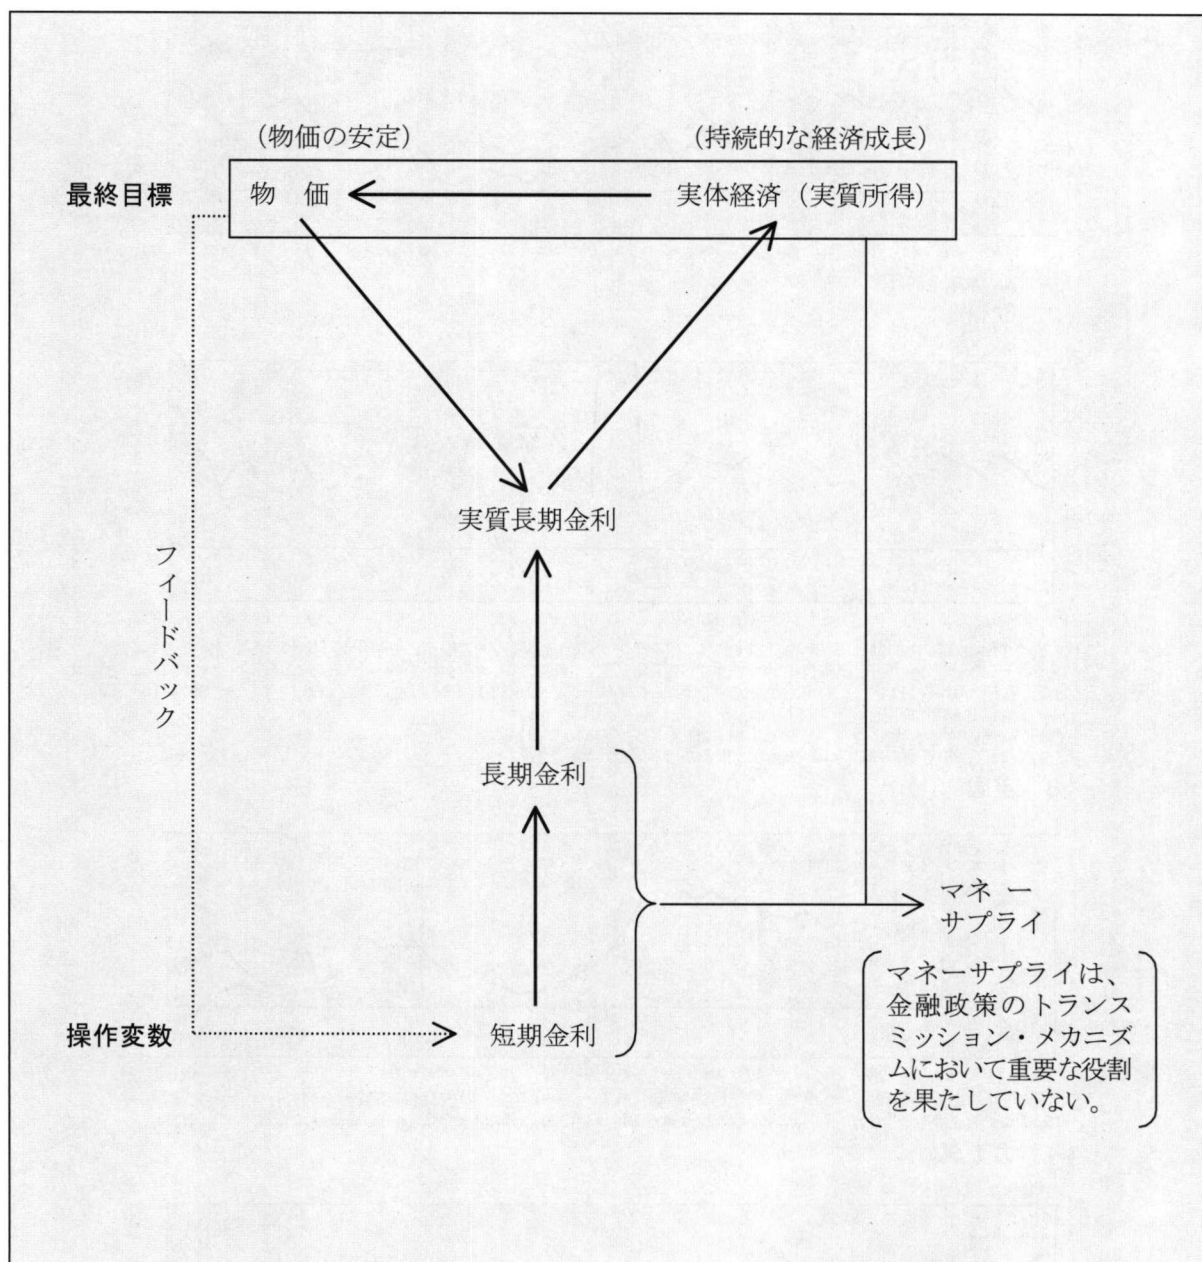 (物価の安定)
(持続的な経済成長)
最終目標
物 価
実体経済(実質所得)
実質長期金利
フィードバック
長期金利
マネー
サプライ
マネーサプライは、
金融政策のトランス
ミッション・メカニズ
ムにおいて重要な役割
を果たしていない。
操作変数
短期金利